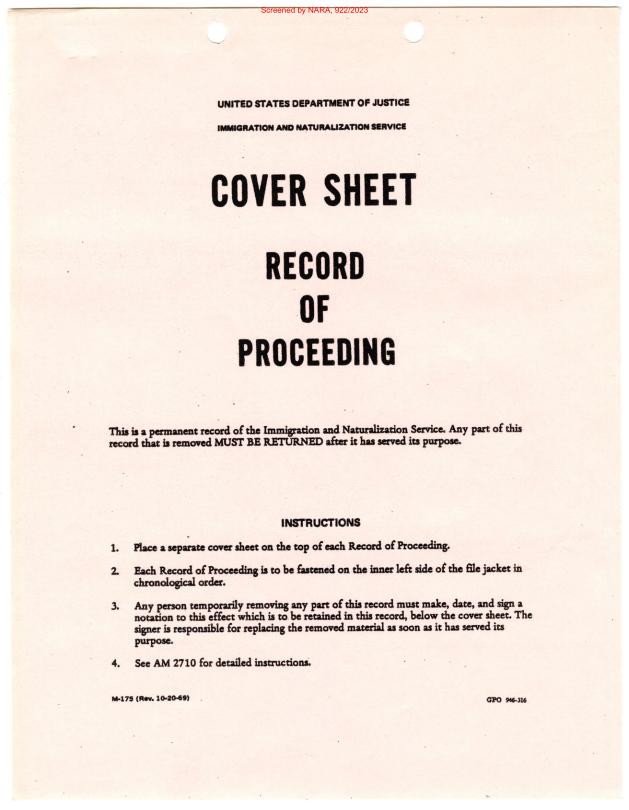 Screened by NARA, 922/2023
UNITED STATES DEPARTMENT OF JUSTICE
IMMIGRATION AND NATURALIZATION SERVICE
COVER SHEET
RECORD
OF
PROCEEDING
This is a permanent record of the Immigration and Naturalization Service. Any part of this
record that is removed MUST BE RETURNED after it has served its purpose.
INSTRUCTIONS
1. Place a separate cover sheet on the top of each Record of Proceeding.
2. Each Record of Proceeding is to be fastened on the inner left side of the file jacket in
chronological order.
3. Any person temporarily removing any part of this record must make, date, and sign a
notation to this effect which is to be retained in this record, below the cover sheet. The
signer is responsible for replacing the removed material as soon as it has served its
purpose.
4. See AM 2710 for detailed instructions.
M-175 (Rev. 10-20-69)
GPO 946-316